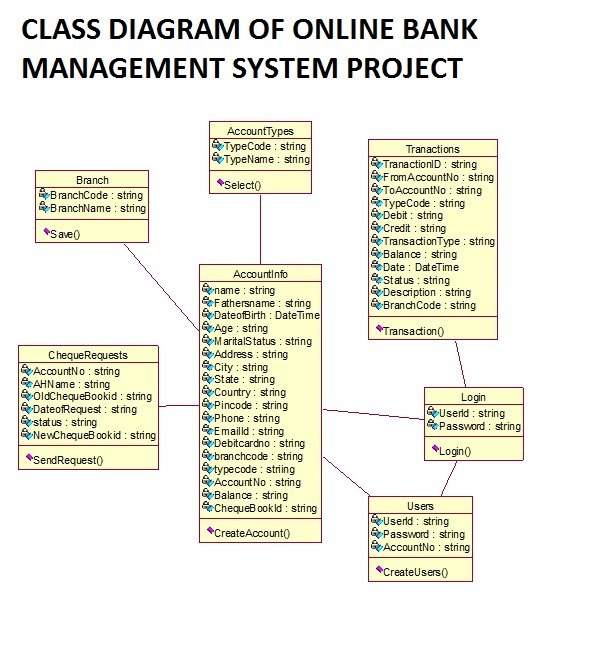 CLASS DIAGRAM OF ONLINE BANK
MANAGEMENT SYSTEM PROJECT
AccountTypes
TypeCode : string
TypeName : string
Select()
Tranactions
TranactionID : string
FromAccountNo : string
ToAccountNo : string
TypeCode : string
Debit : string
Credit : string
TransactionType : string
Balance : string
Date : DateTime
Status : string
Description : string
BranchCode : string
Transaction()
Branch
BranchCode : string
BranchName : string
Save()
AccountInfo
name : string
Fathersname : string
DateofBirth : DateTime
Age : string
MaritalStatus : string
Address : string
City : string
State : string
Country : string
Pincode : string
Phone : string
EmailId : string
Debitcardno : string
branchcode : string
typecode : string
AccountNo : string
Balance : string
ChequeBookId : string
CreateAccount()
ChequeRequests
AccountNo : string
AHName : string
OldChequeBookid : string
DateofRequest : string
status : string
NewChequeBookid : string
SendRequest()
Login
UserId : string
Password : string
Login()
Users
UserId : string
Password : string
AccountNo : string
CreateUsers()